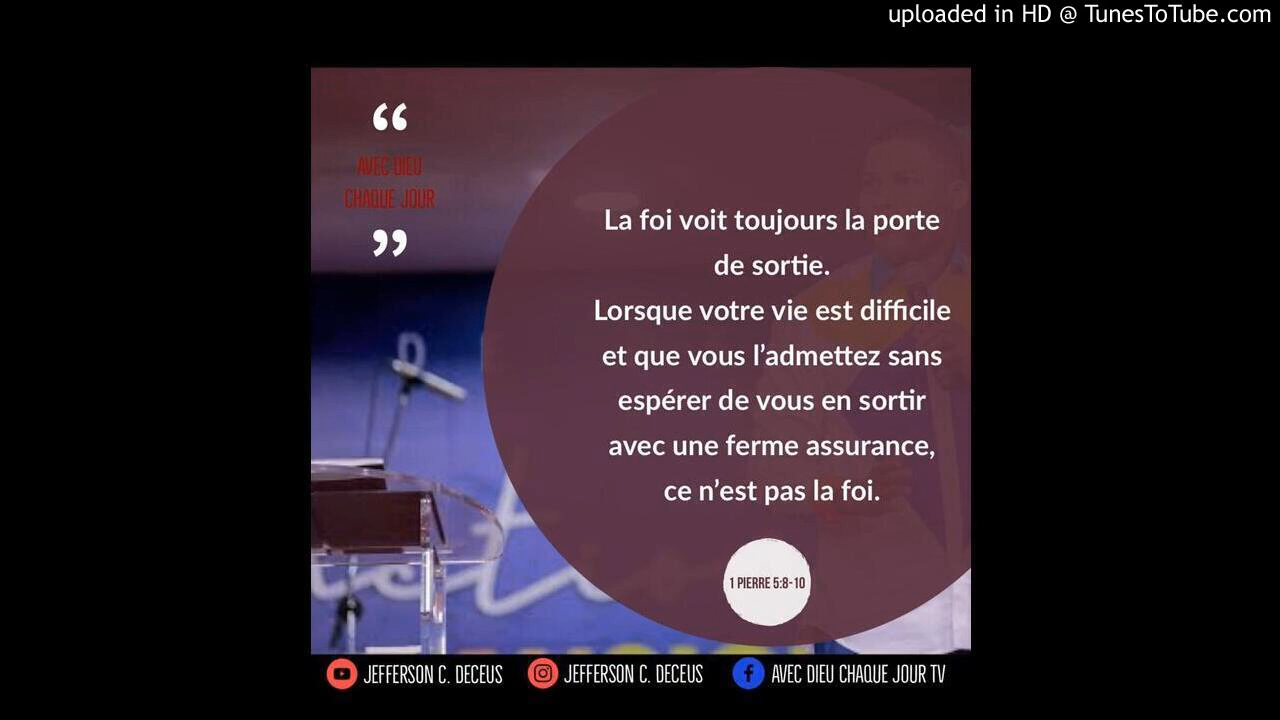 uploaded in HD @ TunesToTube.com
“
AVEC DIEU
CHAQUE JOUR
”
La foi voit toujours la porte
de sortie.
Lorsque votre vie est difficile
et que vous l’admettez sans
espérer de vous en sortir
avec une ferme assurance,
ce n’est pas la foi.
1 PIERRE 5:8-10
JEFFERSON C. DECEUS
JEFFERSON C. DECEUS
AVEC DIEU CHAQUE JOUR TV